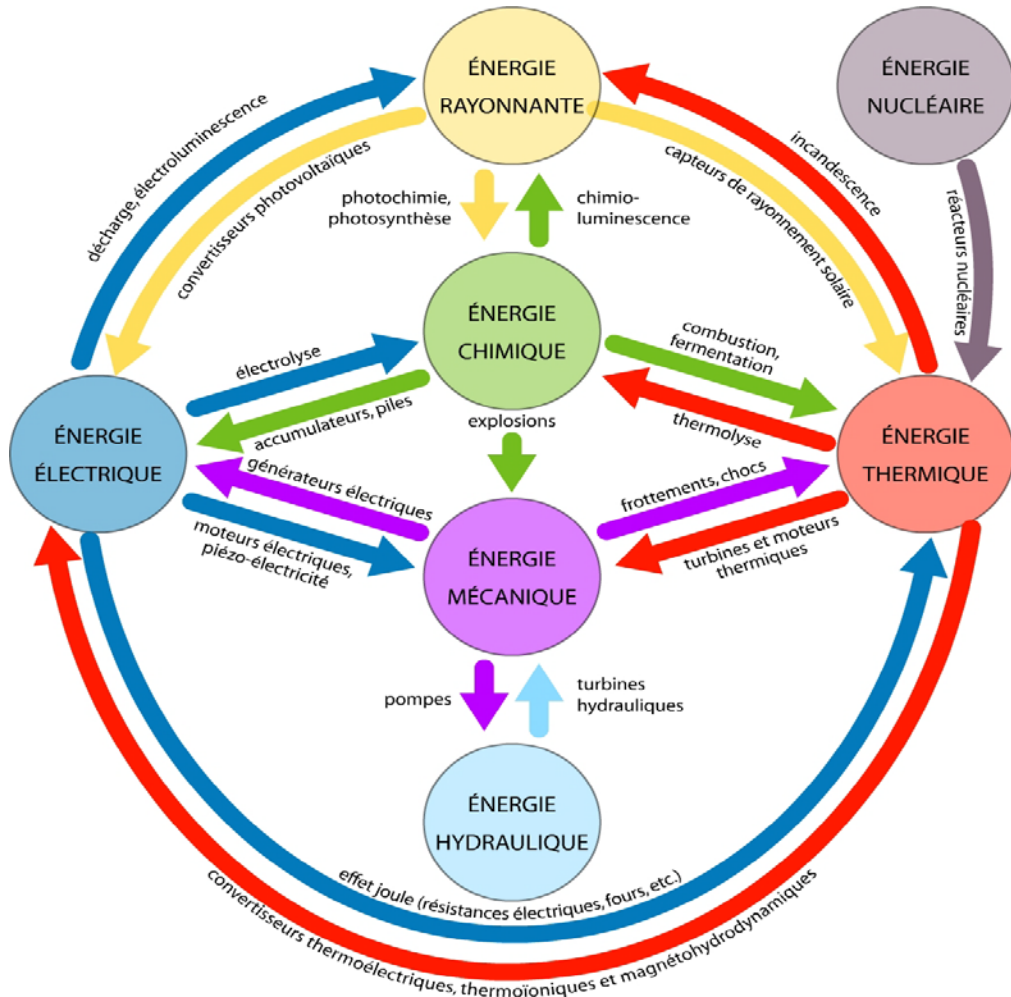 ÉNERGIE
RAYONNANTE
ÉNERGIE
NUCLÉAIRE
décharge, électroluminescence
convertisseurs photovoltaïques
incandescence
capteurs de rayonnement solaire
réacteurs nucléaires
photochimie,
photosynthèse
chimio-
luminescence
ÉNERGIE
CHIMIQUE
électrolyse
accumulateurs, piles
combustion,
fermentation
thermolyse
explosions
ÉNERGIE
ÉLECTRIQUE
ÉNERGIE
THERMIQUE
générateurs électriques
moteurs électriques,
piézo-électricité
frottements, chocs
turbines et moteurs
thermiques
ÉNERGIE
MÉCANIQUE
pompes
turbines
hydrauliques
ÉNERGIE
HYDRAULIQUE
effet joule (résistances électriques, fours, etc.)
convertisseurs thermoélectriques, thermoïoniques et magnétohydrodynamiques